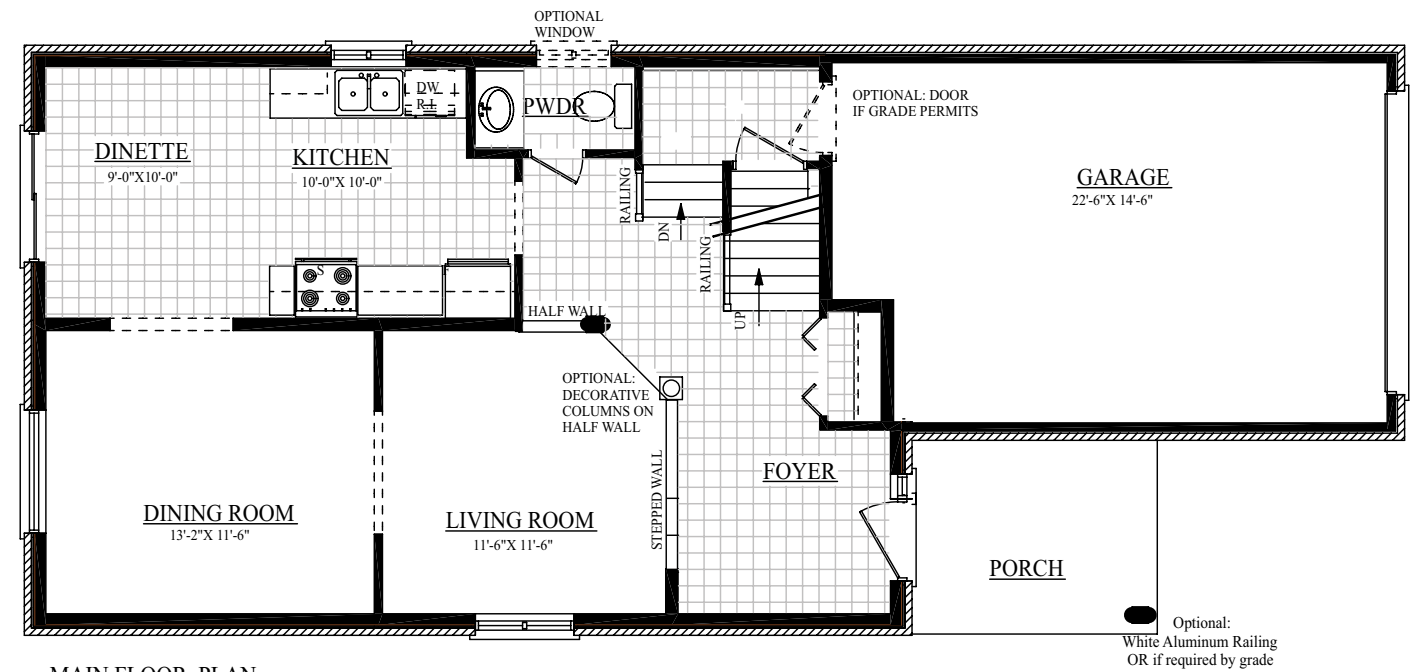 OPTIONAL
WINDOW
DW
R.I.
PWDR
OPTIONAL: DOOR
IF GRADE PERMITS
DINETTE
9'-0"X10'-0"
KITCHEN
10'-0"X 10'-0"
GARAGE
22'-6"X 14'-6"
RAILING
DN
RAILING
UP
S
HALF WALL
OPTIONAL:
DECORATIVE
COLUMNS ON
HALF WALL
STEPPED WALL
FOYER
DINING ROOM
13'-2"X 11'-6"
LIVING ROOM
11'-6"X 11'-6"
PORCH
Optional:
White Aluminum Railing
OR if required by grade
MAIN FLOOR PLAN